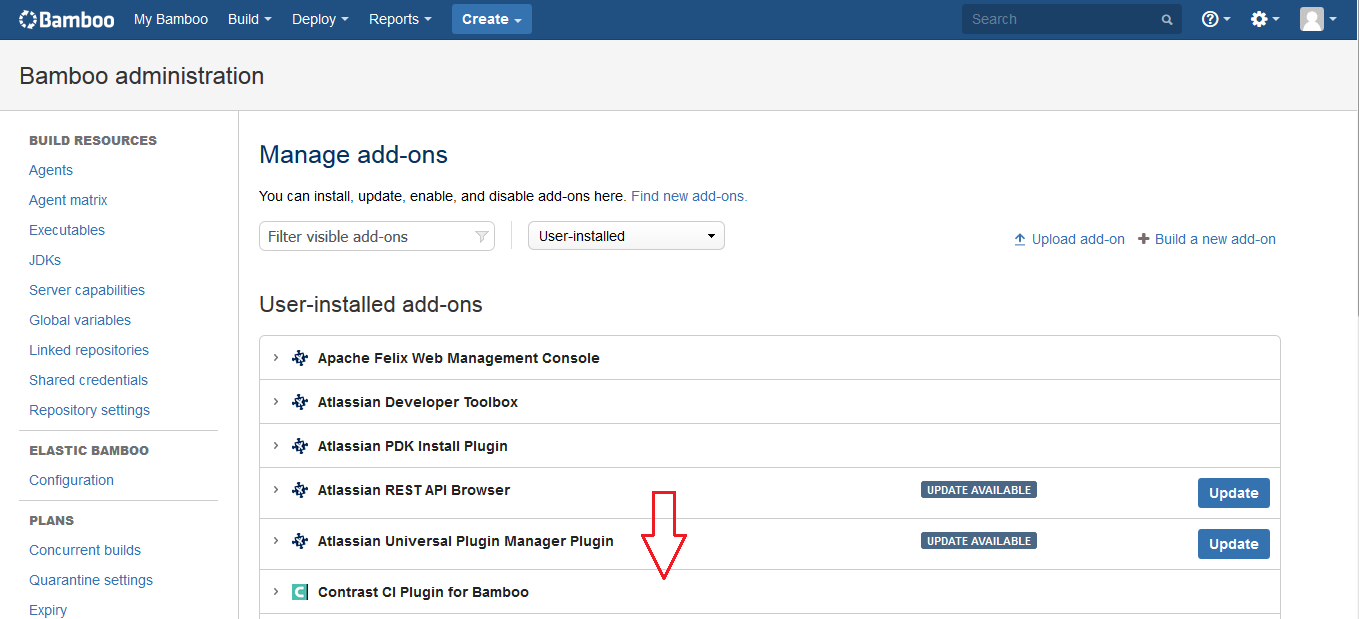 Bamboo My Bamboo Build Deploy Reports Create Search
Bamboo administration
BUILD RESOURCES
Agents
Agent matrix
Executables
JDKs
Server capabilities
Global variables
Linked repositories
Shared credentials
Repository settings
ELASTIC BAMBOO
Configuration
PLANS
Concurrent builds
Quarantine settings
Expiry
Manage add-ons
You can install, update, enable, and disable add-ons here. Find new add-ons.
Filter visible add-ons User-installed Upload add-on Build a new add-on
User-installed add-ons
Apache Felix Web Management Console
Atlassian Developer Toolbox
Atlassian PDK Install Plugin
Atlassian REST API Browser UPDATE AVAILABLE Update
Atlassian Universal Plugin Manager Plugin UPDATE AVAILABLE Update
Contrast CI Plugin for Bamboo